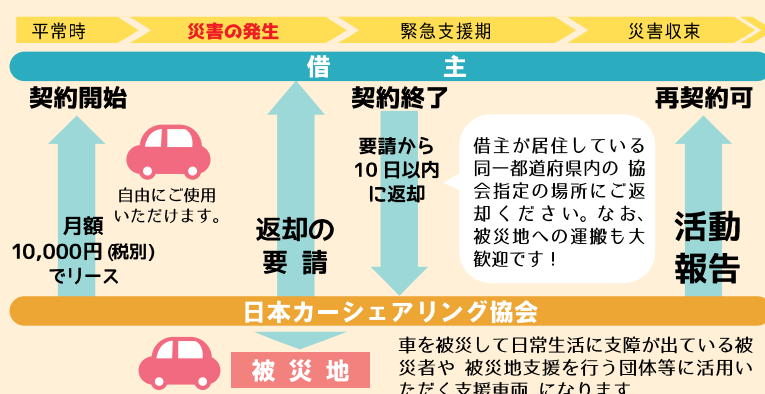 平常時
災害の発生
緊急支援期
災害収束
借主
契約開始
契約終了
再契約可
自由にご使用
いただけます。
月額
10,000円(税別)
でリース
返却の
要請
要請から
10日以内
に返却
借主が居住している
同一都道府県内の 協
会指定の場所にご返
却ください。なお、
被災地への運搬も大
歓迎です！
活動
報告
日本カーシェアリング協会
被災地
車を被災して日常生活に支障が出ている被
災者や 被災地支援を行う団体等に活用い
ただく支援車両 になります